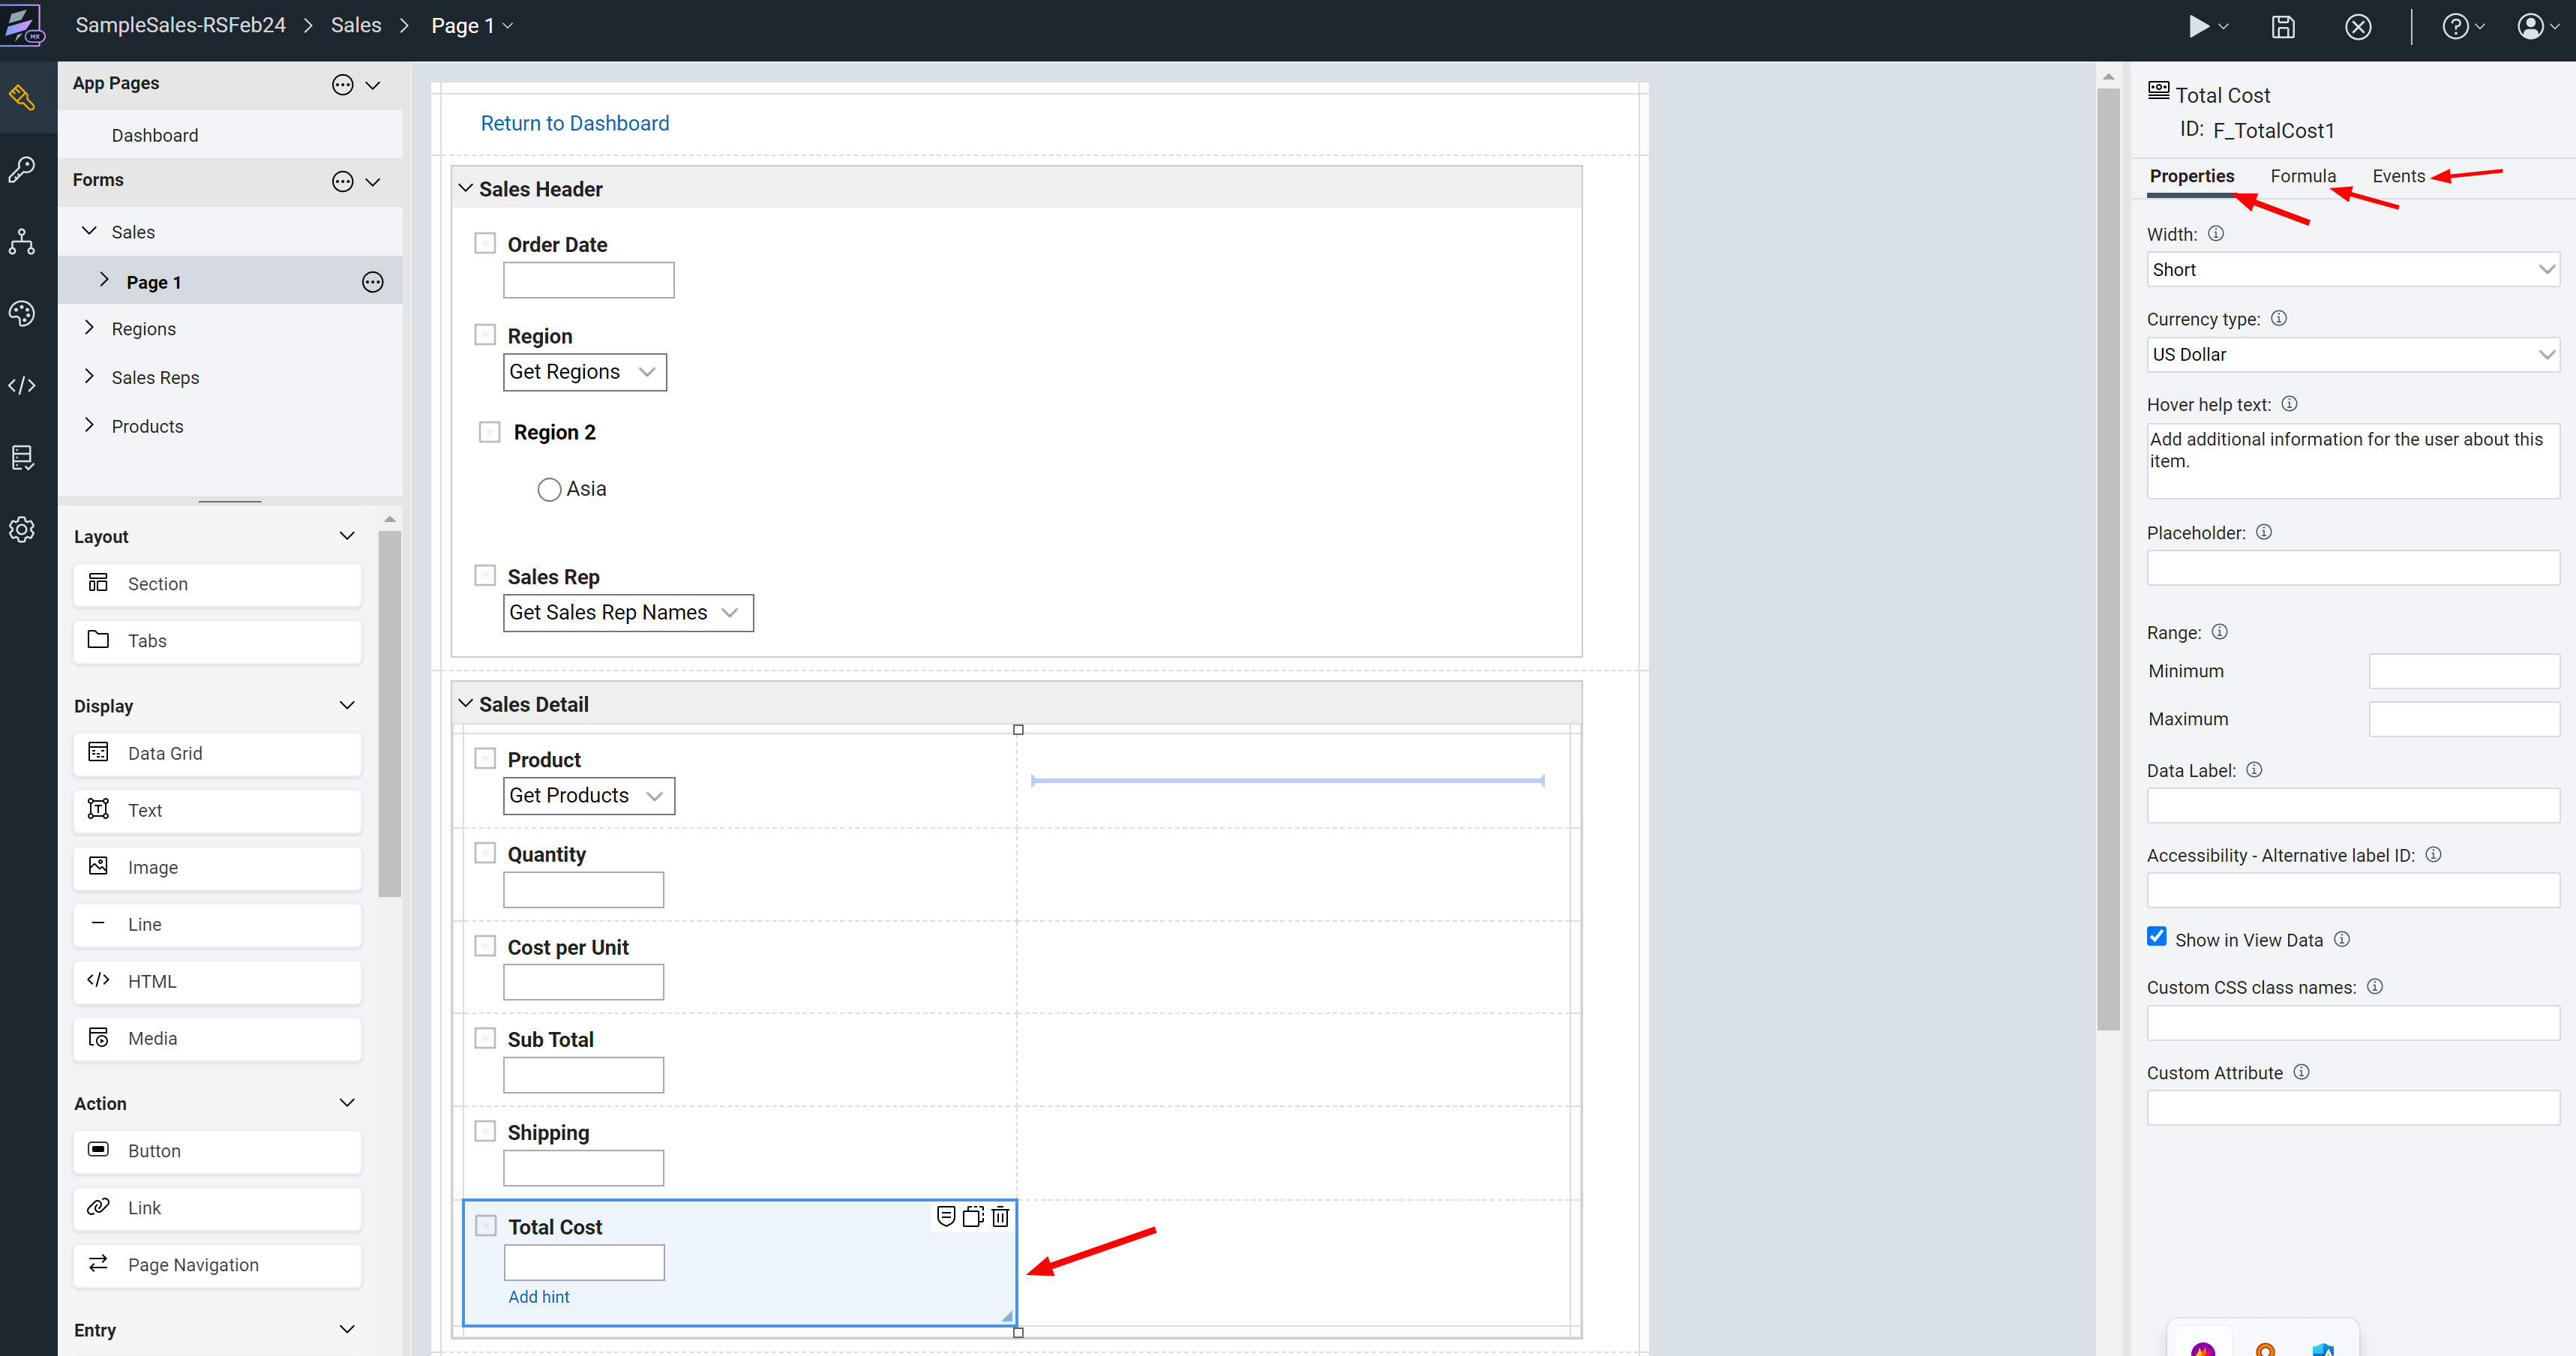 SampleSales-RSFeb24 > Sales > Page 1
MX
App Pages
Dashboard
Forms
Sales
Page 1
Regions
Sales Reps
Products
Layout
Section
Tabs
Display
Data Grid
Text
Image
Line
HTML
Media
Action
Button
Link
Page Navigation
Entry
Return to Dashboard
Sales Header
Order Date
Region
Get Regions
Region 2
Asia
Sales Rep
Get Sales Rep Names
Sales Detail
Product
Get Products
Quantity
Cost per Unit
Sub Total
Shipping
Total Cost
Add hint
Total Cost
ID: F_TotalCost1
Properties Formula Events
Width:
Short
Currency type:
US Dollar
Hover help text:
Add additional information for the user about this
item.
Placeholder:
Range:
Minimum
Maximum
Data Label:
Accessibility - Alternative label ID:
Show in View Data
Custom CSS class names:
Custom Attribute